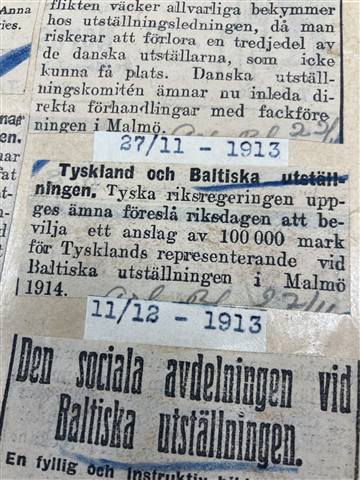 Anna
ries.
flikten väcker allvarliga bekymmer
hos utställningsledningen, då man
riskerar att förlora en tredjedel av
de danska utställarna, som icke
kunna få plats. Danska utställ-
ningskomitén ämnar nu inleda di-
rekta förhandlingar med fackföre-
ningen i Malmö.
27/11 - 1913
Tyskland och Baltiska utställ-
ningen. Tyska riksregeringen upp-
ges ämna föreslå riksdagen att be-
vilja ett anslag av 100 000 mark
för Tysklands representerande vid
Baltiska utställningen i Malmö
1914.
27/11
11/12 - 1913
Den sociala avdelningen vid
Baltiska utställningen.
En fyllig och instruktiv